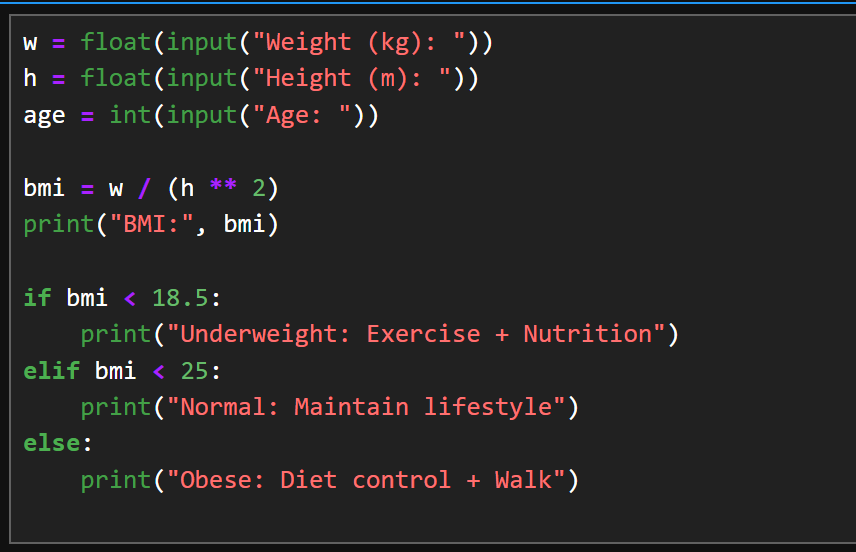 w = float(input("Weight (kg): "))
h = float(input("Height (m): "))
age = int(input("Age: "))

bmi = w / (h ** 2)
print("BMI:", bmi)

if bmi < 18.5:
    print("Underweight: Exercise + Nutrition")
elif bmi < 25:
    print("Normal: Maintain lifestyle")
else:
    print("Obese: Diet control + Walk")